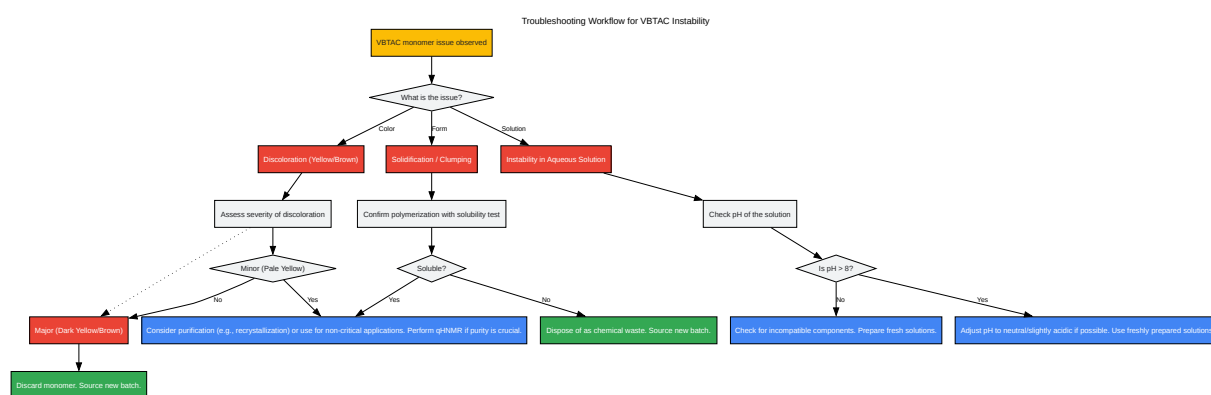 Troubleshooting Workflow for VBTAC Instability
VBTAC monomer issue observed
What is the issue?
Color
Form
Solution
Discoloration (Yellow/Brown)
Solidification / Clumping
Instability in Aqueous Solution
Assess severity of discoloration
Confirm polymerization with solubility test
Check pH of the solution
Minor (Pale Yellow)
Soluble?
Is pH > 8?
No
Yes
Yes
No
No
Yes
Major (Dark Yellow/Brown)
Consider purification (e.g., recrystallization) or use for non-critical applications. Perform qHNMR if purity is crucial.
Dispose of as chemical waste. Source new batch.
Check for incompatible components. Prepare fresh solutions.
Adjust pH to neutral/slightly acidic if possible. Use freshly prepared solutions
Discard monomer. Source new batch.